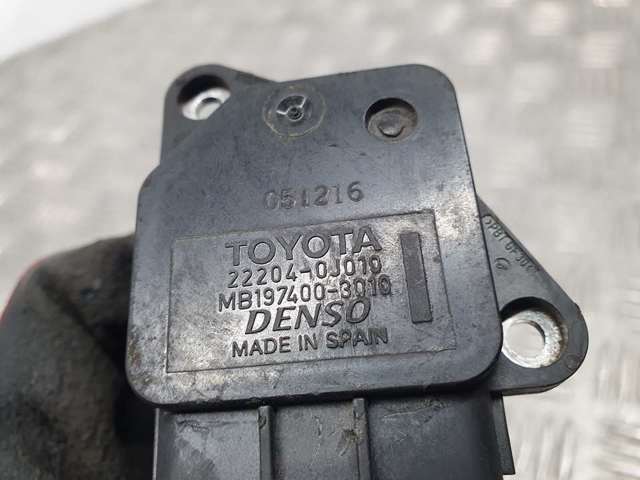 051216
TOYOTA
22204-0J010
MB197400-3010
DENSO
MADE IN SPAIN